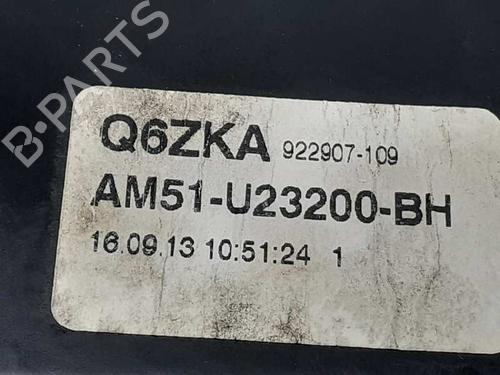 B-PARTS
Q6ZKA 922907-109
AM51-U23200-BH
16.09.13 10:51:24 1